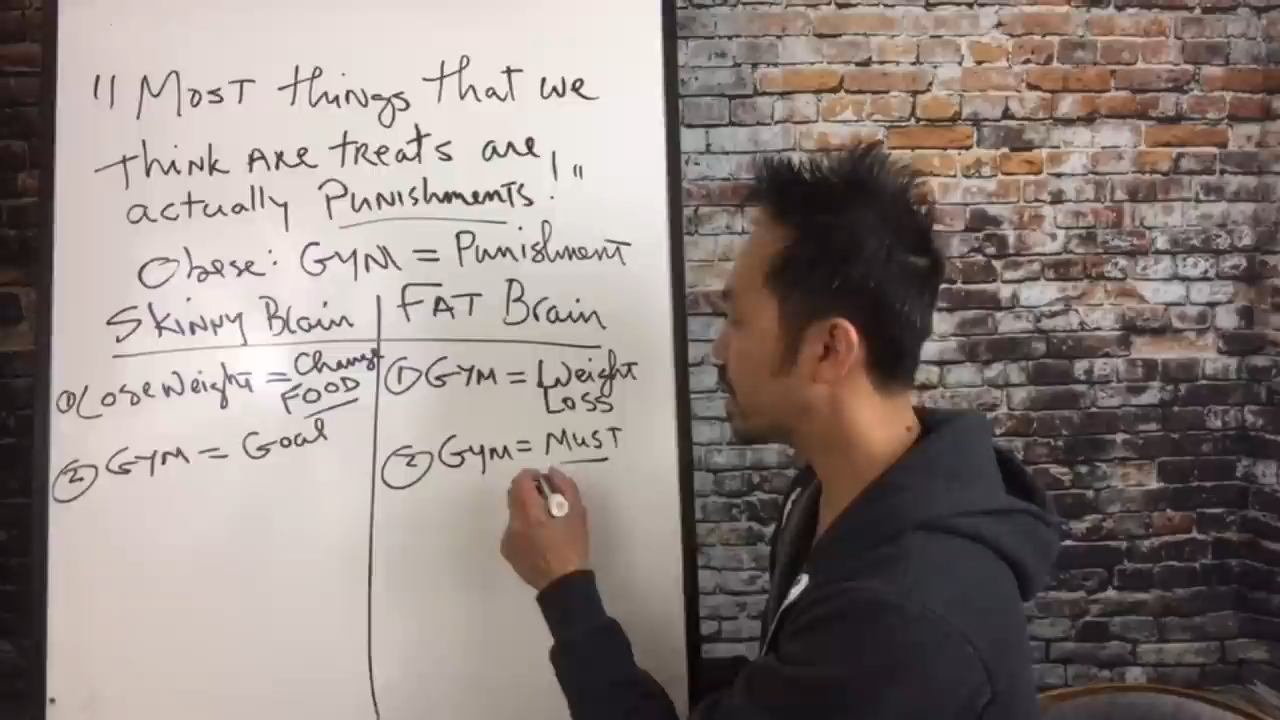 "Most things that we
think are treats are
actually Punishments!"
Obese: GYM = Punishment
Skinny Brain
FAT Brain
① Lose Weight = Change
FOOD
② GYM = Goal
① GYM = Weight
Loss
② GYM = MUST